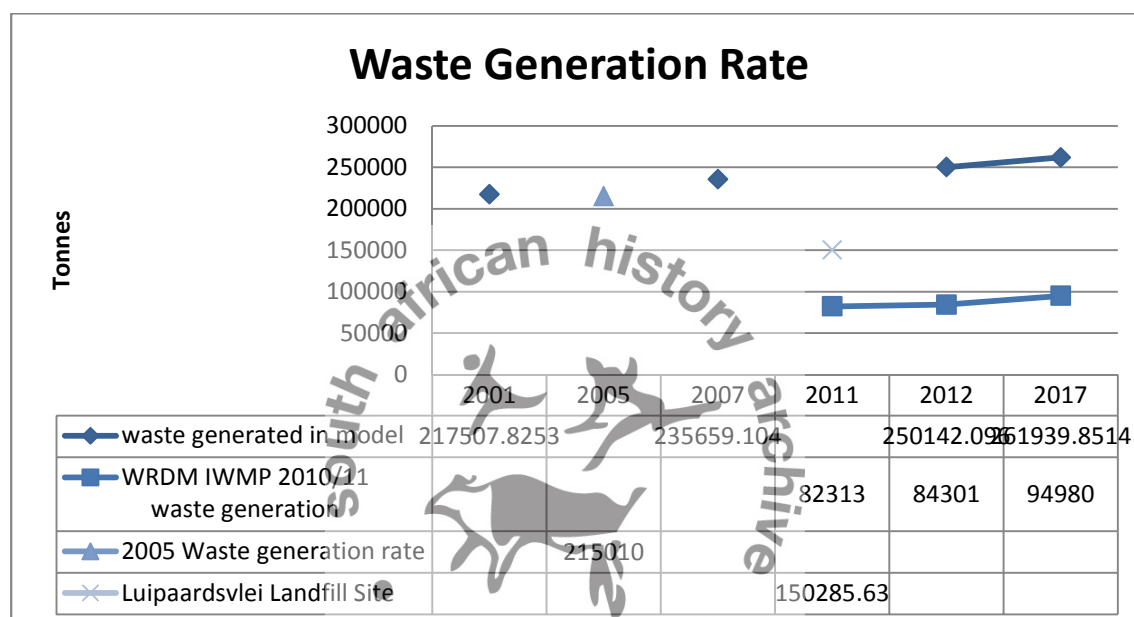 Waste Generation Rate
Tonnes
300000
250000
200000
150000
100000
50000
0
2001 2005 2007 2011 2012 2017
waste generated in model 217507.8253 235659.104 250142.096 261939.8514
WRDM IWMP 2010/11
waste generation 82313 84301 94980
2005 Waste generation rate 215010
Luipaardsvlei Landfill Site 150285.63
south african history archive